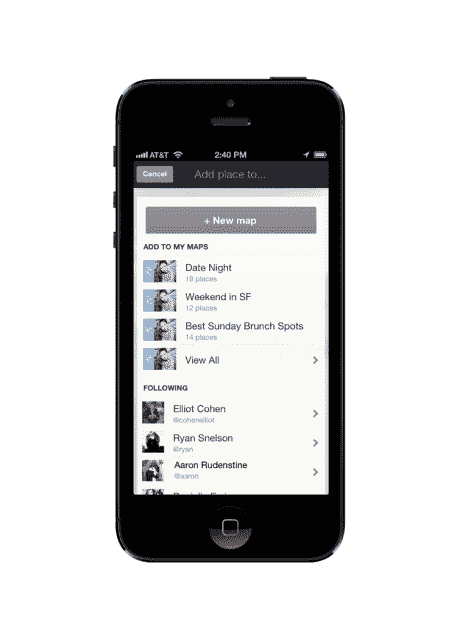 AT&T 2:40 PM
Cancel Add place to...
+ New map
ADD TO MY MAPS
Date Night
19 places
Weekend in SF
12 places
Best Sunday Brunch Spots
14 places
View All
FOLLOWING
Elliot Cohen
@cohenelliot
Ryan Snelson
@ryan
Aaron Rudenstine
@aaron